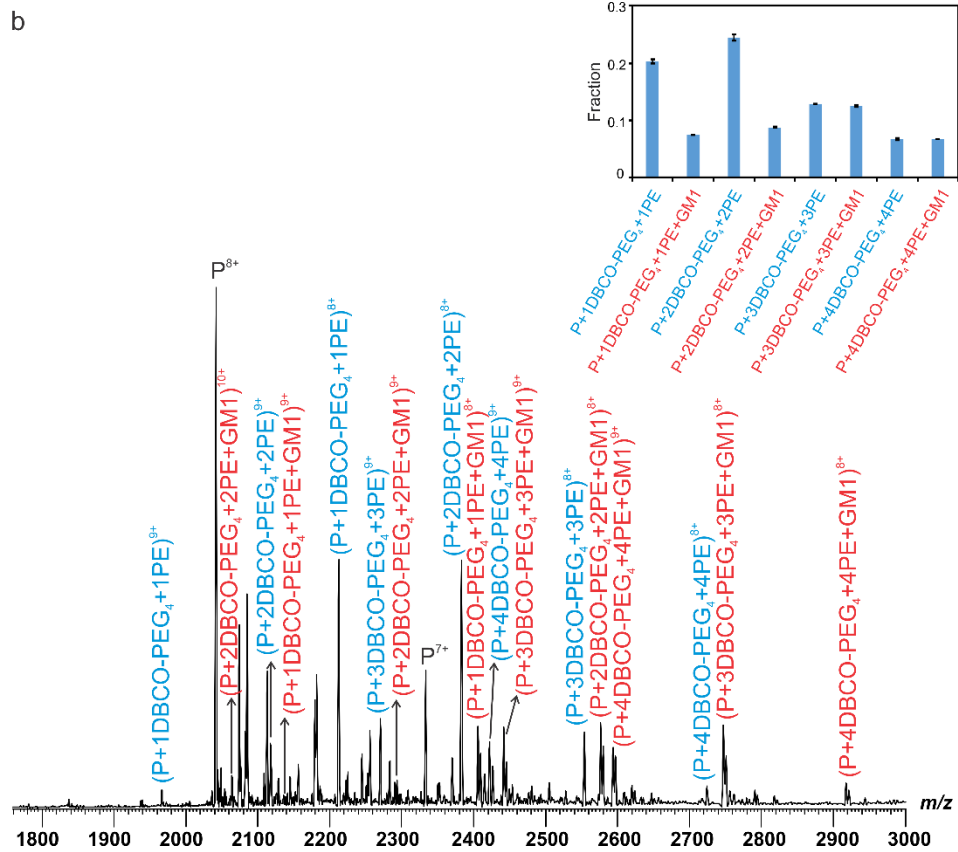 b
0.3
0.2
0.1
0
Fraction
P+1DBCO-PEG₄+1PE
P+1DBCO-PEG₄+1PE+GM1
P+2DBCO-PEG₄+2PE
P+2DBCO-PEG₄+2PE+GM1
P+3DBCO-PEG₄+3PE
P+3DBCO-PEG₄+3PE+GM1
P+4DBCO-PEG₄+4PE
P+4DBCO-PEG₄+4PE+GM1
(P+1DBCO-PEG₄+1PE)⁹⁺
P⁸⁺
(P+2DBCO-PEG₄+2PE+GM1)¹⁰⁺
(P+2DBCO-PEG₄+2PE)⁹⁺
(P+1DBCO-PEG₄+1PE+GM1)⁹⁺
(P+1DBCO-PEG₄+1PE)⁸⁺
(P+3DBCO-PEG₄+3PE)⁹⁺
(P+2DBCO-PEG₄+2PE+GM1)⁹⁺
P⁷⁺
(P+2DBCO-PEG₄+2PE)⁸⁺
(P+1DBCO-PEG₄+1PE+GM1)⁸⁺
(P+4DBCO-PEG₄+4PE)⁹⁺
(P+3DBCO-PEG₄+3PE+GM1)⁹⁺
(P+3DBCO-PEG₄+3PE)⁸⁺
(P+2DBCO-PEG₄+2PE+GM1)⁸⁺
(P+4DBCO-PEG₄+4PE+GM1)⁹⁺
(P+4DBCO-PEG₄+4PE)⁸⁺
(P+3DBCO-PEG₄+3PE+GM1)⁸⁺
(P+4DBCO-PEG₄+4PE+GM1)⁸⁺
m/z
1800 1900 2000 2100 2200 2300 2400 2500 2600 2700 2800 2900 3000